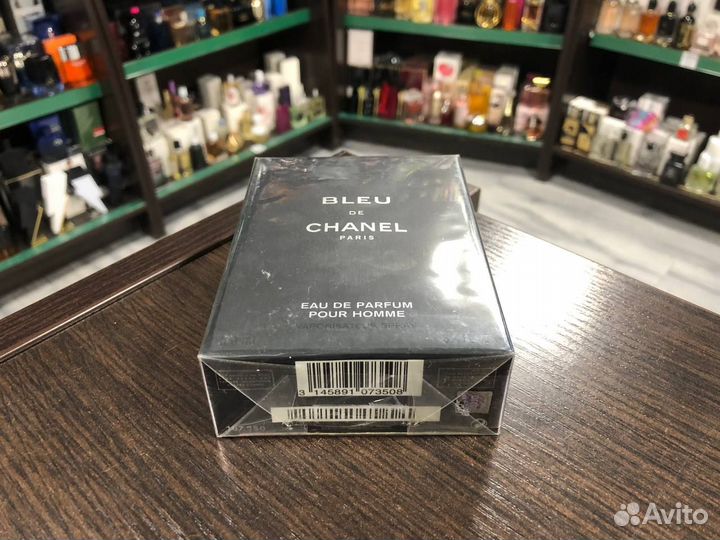 BLEU
DE
CHANEL
PARIS
EAU DE PARFUM
POUR HOMME
VAPORISATEUR SPRAY
3 145891 073508
Avito